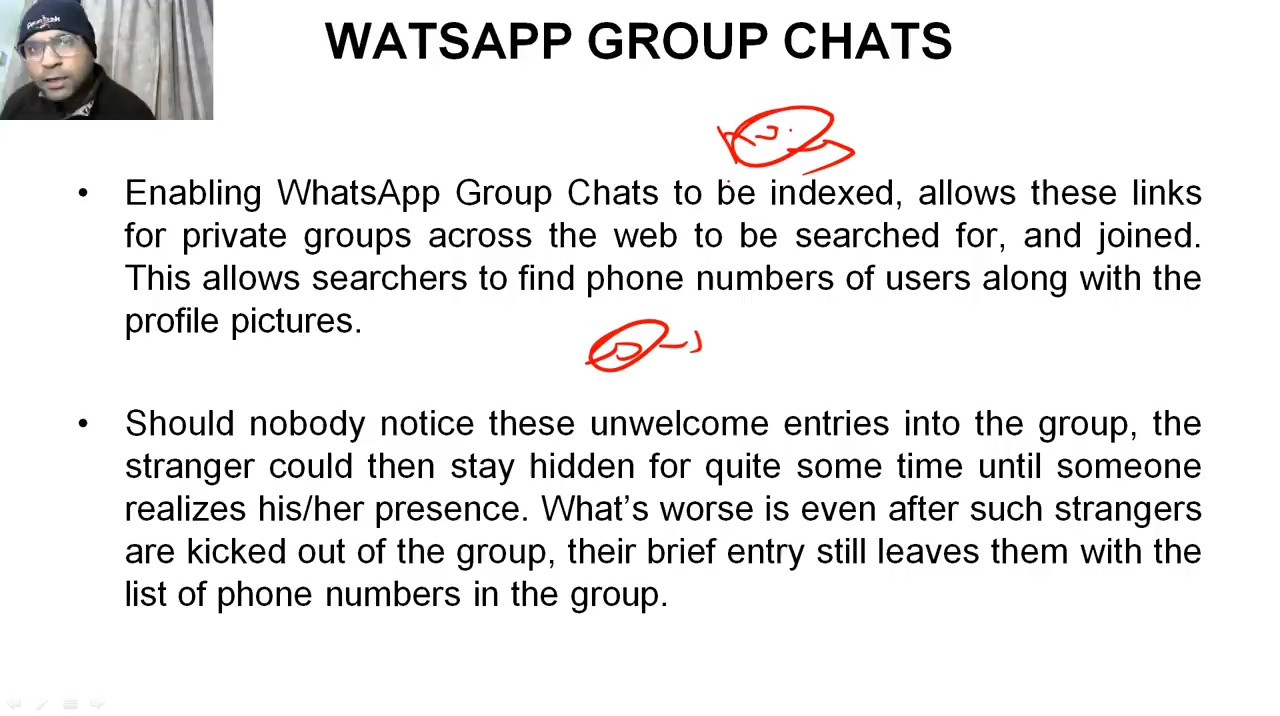 WATSAPP GROUP CHATS
• Enabling WhatsApp Group Chats to be indexed, allows these links
for private groups across the web to be searched for, and joined.
This allows searchers to find phone numbers of users along with the
profile pictures.
• Should nobody notice these unwelcome entries into the group, the
stranger could then stay hidden for quite some time until someone
realizes his/her presence. What’s worse is even after such strangers
are kicked out of the group, their brief entry still leaves them with the
list of phone numbers in the group.